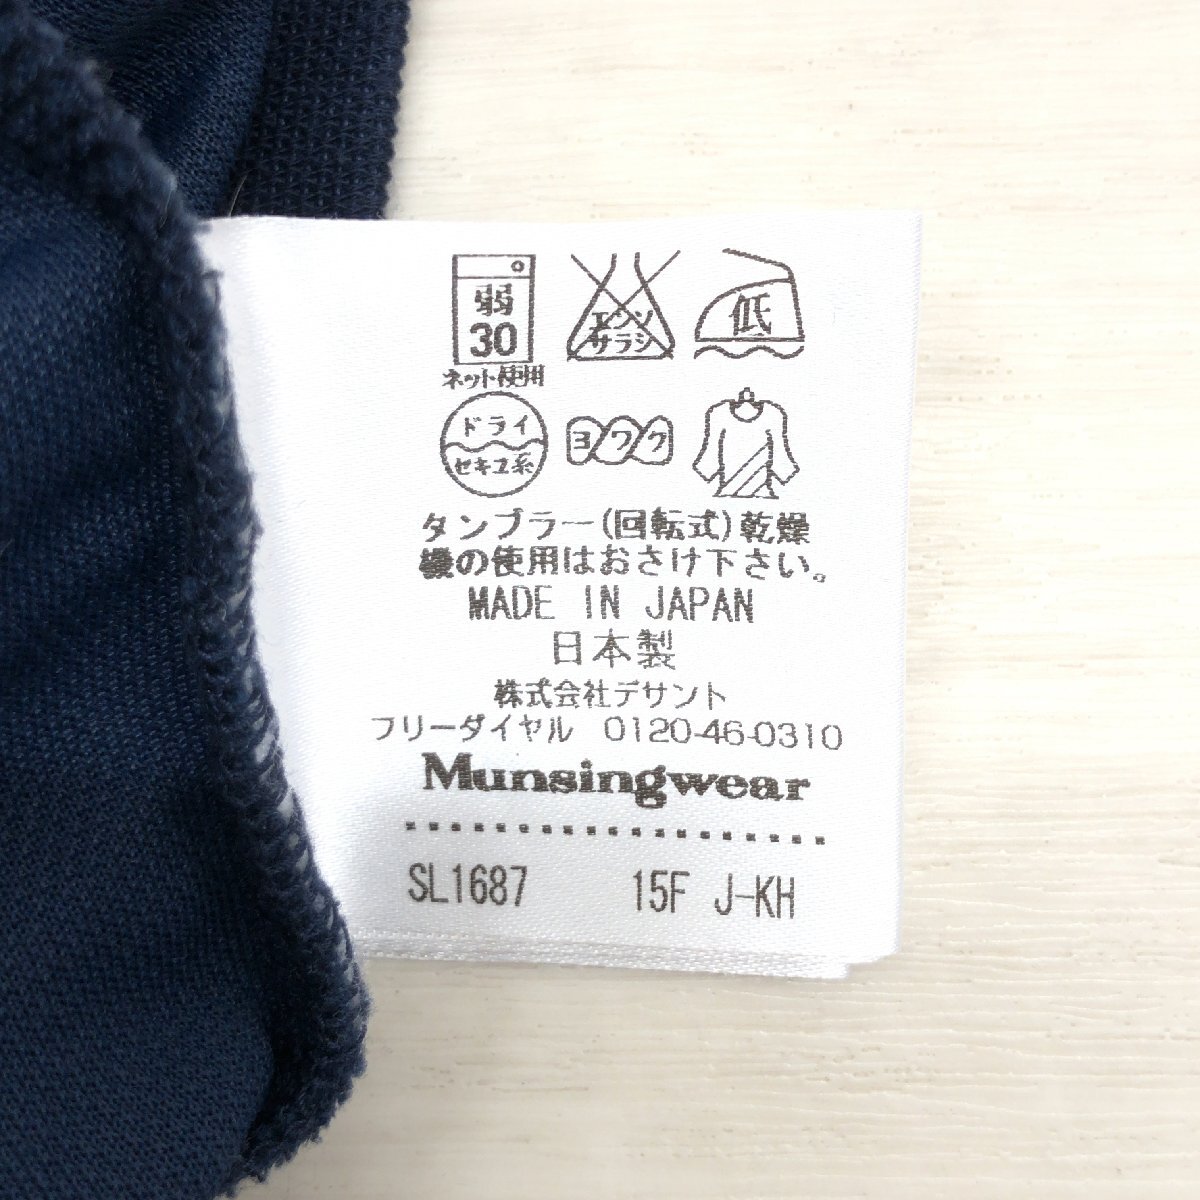 弱
30
ネット使用
エンソ
サラシ
低
ドライ
セキユ系
ヨワク
タンブラー(回転式)乾燥
機の使用はおさけ下さい。
MADE IN JAPAN
日本製
株式会社デサント
フリーダイヤル 0120-46-0310
Munsingwear
SL1687 15F J-KH